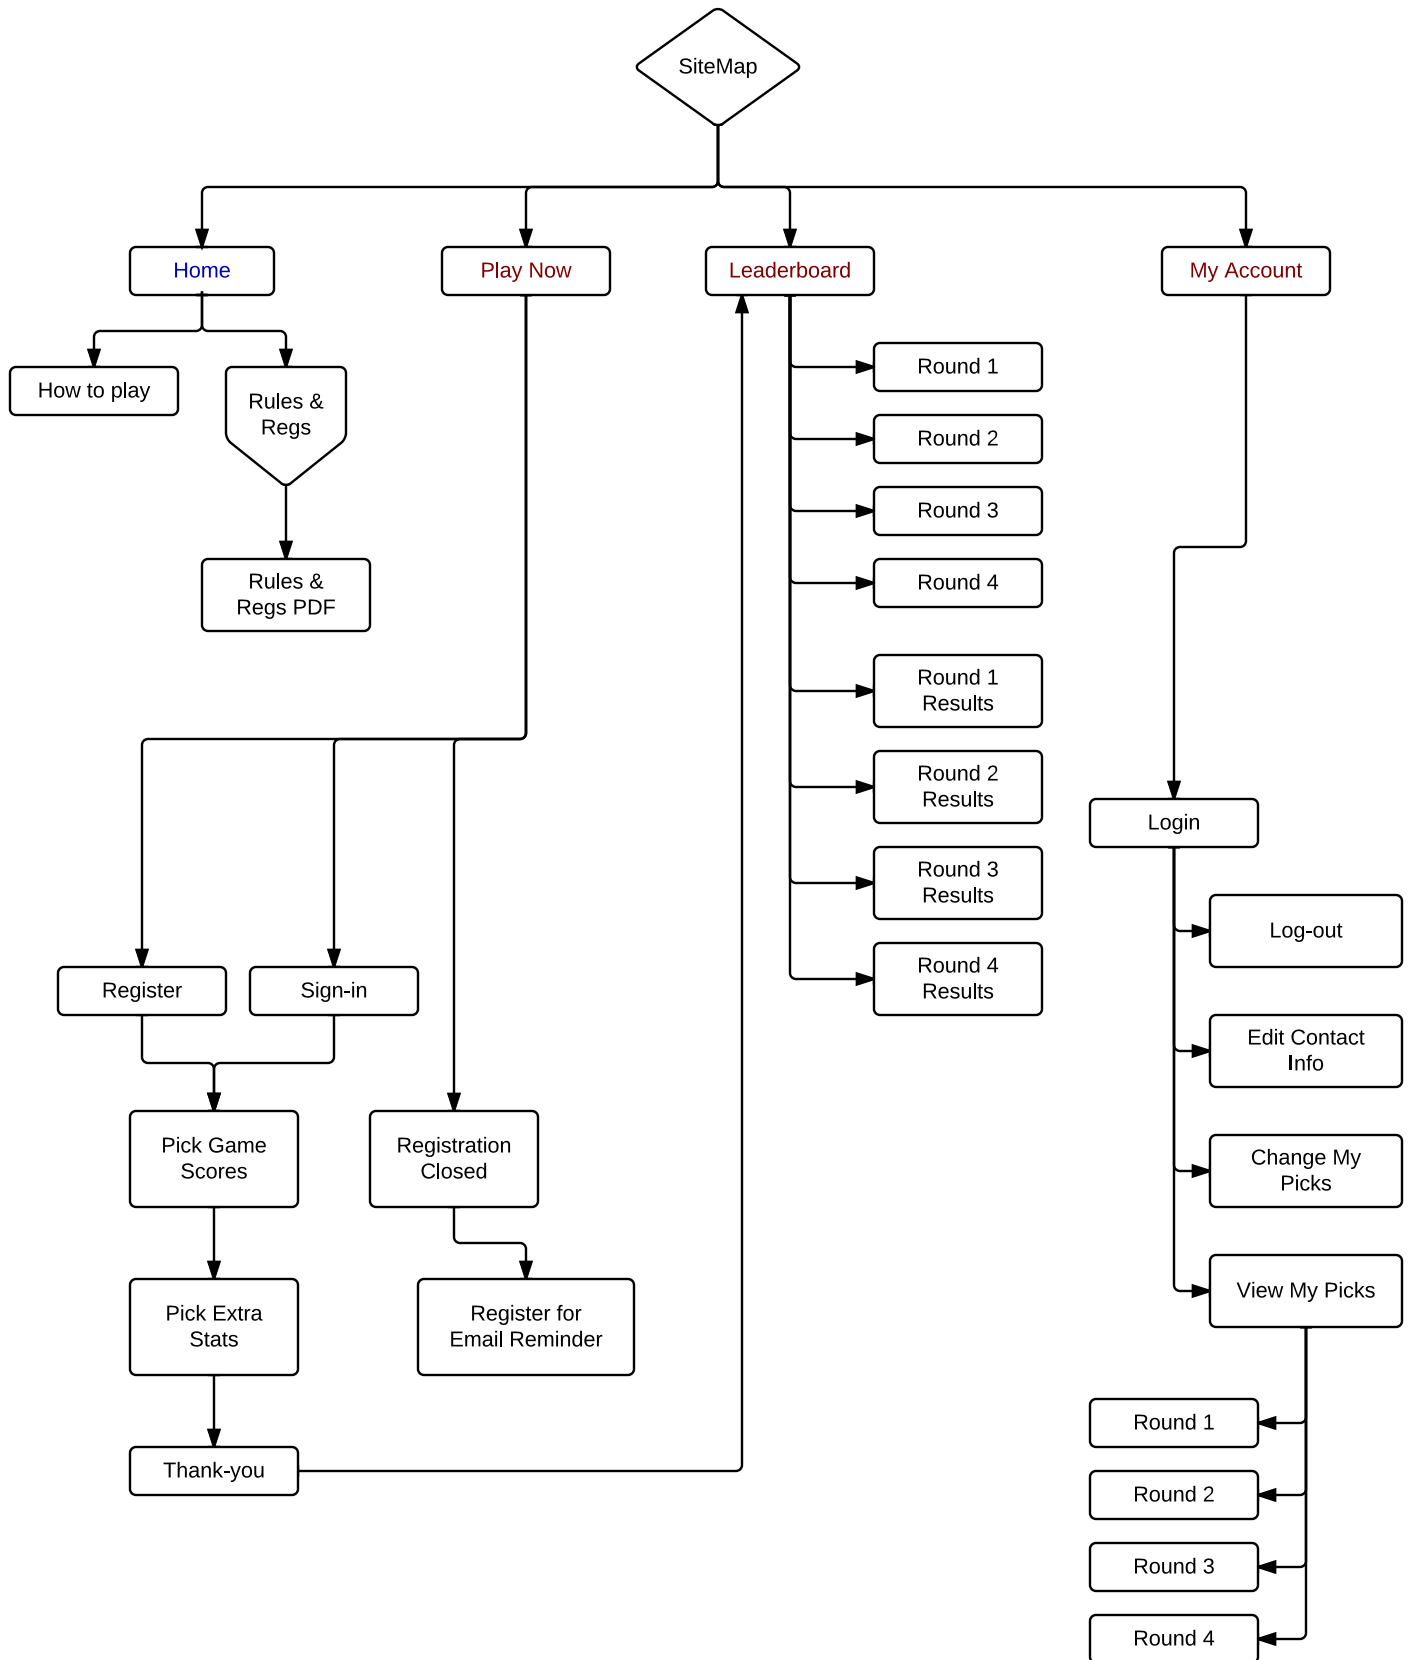 SiteMap
Home
Play Now
Leaderboard
My Account
How to play
Rules &
Regs
Rules &
Regs PDF
Round 1
Round 2
Round 3
Round 4
Round 1
Results
Round 2
Results
Round 3
Results
Round 4
Results
Login
Log-out
Edit Contact
Info
Change My
Picks
View My Picks
Register
Sign-in
Pick Game
Scores
Registration
Closed
Pick Extra
Stats
Register for
Email Reminder
Thank-you
Round 1
Round 2
Round 3
Round 4